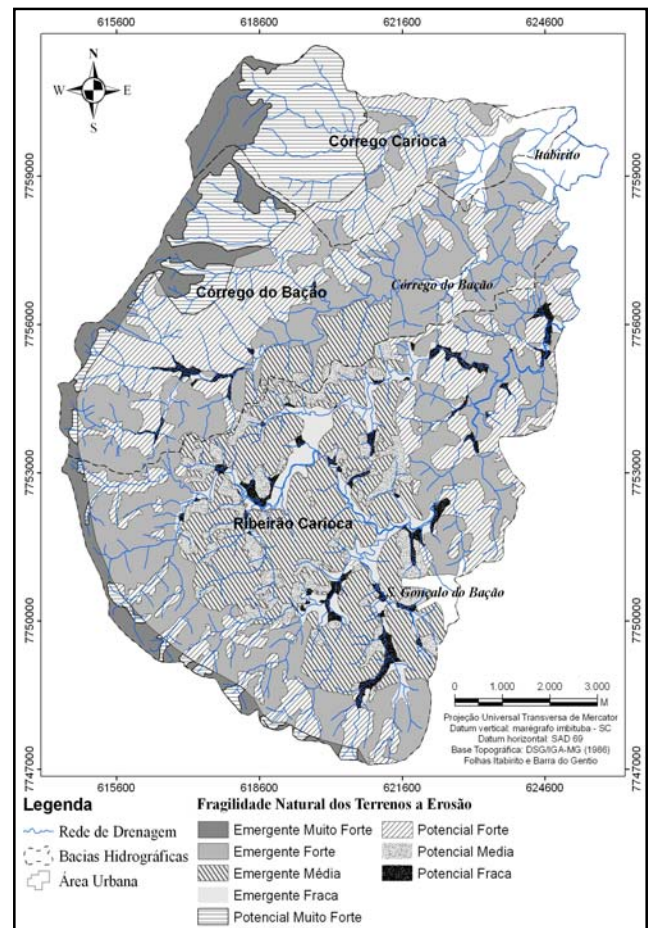 615600 618600 621600 624600
N
W E
S
Córrego Carioca
Itabirito
7759000 7759000
Córrego do Bação
Córrego do Bação
7756000 7756000
7753000 7753000
Ribeirão Carioca
S. Gonçalo do Bação
7750000 7750000
0 1.000 2.000 3.000
M
Projeção Universal Transversa de Mercator
Datum vertical: marégrafo imbituba - SC
Datum horizontal: SAD 69
Base Topográfica: DSG/IGA-MG (1986)
Folhas Itabirito e Barra do Gentio
7747000 7747000
615600 618600 621600 624600
Legenda
Rede de Drenagem
Bacias Hidrográficas
Área Urbana
Fragilidade Natural dos Terrenos a Erosão
Emergente Muito Forte
Emergente Forte
Emergente Média
Emergente Fraca
Potencial Muito Forte
Potencial Forte
Potencial Media
Potencial Fraca